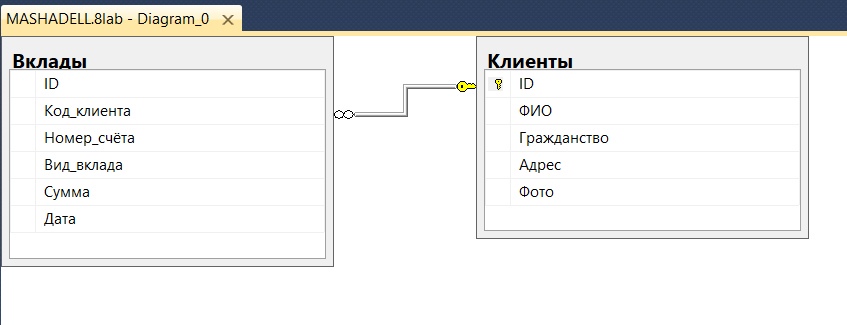 MASHADELL.8lab - Diagram_0
Вклады
ID
Код_клиента
Номер_счёта
Вид_вклада
Сумма
Дата
Клиенты
ID
ФИО
Гражданство
Адрес
Фото